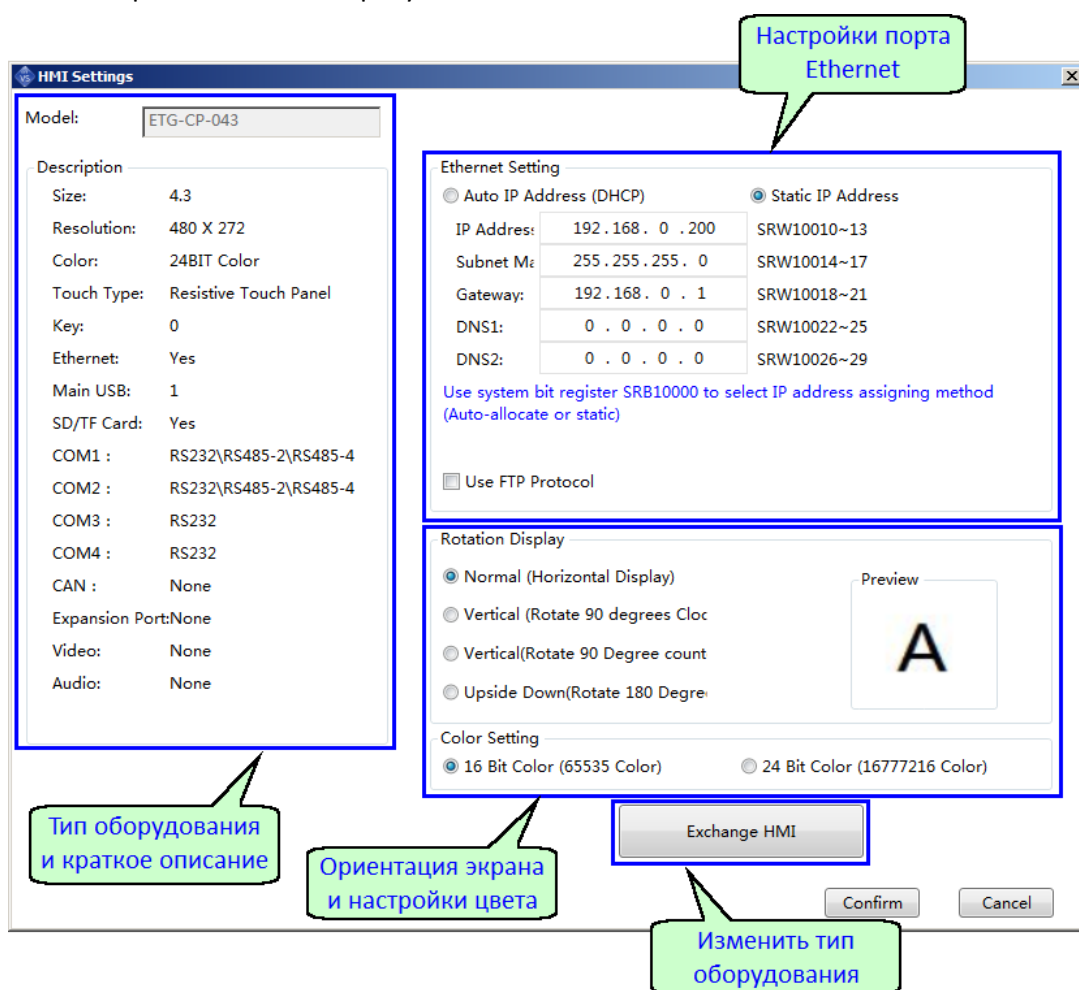 Настройки порта
Ethernet
HMI Settings
Model: ETG-CP-043
Description
Size: 4.3
Resolution: 480 X 272
Color: 24BIT Color
Touch Type: Resistive Touch Panel
Key: 0
Ethernet: Yes
Main USB: 1
SD/TF Card: Yes
COM1 : RS232\RS485-2\RS485-4
COM2 : RS232\RS485-2\RS485-4
COM3 : RS232
COM4 : RS232
CAN : None
Expansion Port:None
Video: None
Audio: None
Ethernet Setting
Auto IP Address (DHCP) Static IP Address
IP Address 192.168. 0 .200 SRW10010~13
Subnet Ma 255.255.255. 0 SRW10014~17
Gateway: 192.168. 0 . 1 SRW10018~21
DNS1: 0 . 0 . 0 . 0 SRW10022~25
DNS2: 0 . 0 . 0 . 0 SRW10026~29
Use system bit register SRB10000 to select IP address assigning method
(Auto-allocate or static)
Use FTP Protocol
Rotation Display
Normal (Horizontal Display)
Vertical (Rotate 90 degrees Cloc
Vertical(Rotate 90 Degree count
Upside Down(Rotate 180 Degre
Preview
A
Color Setting
16 Bit Color (65535 Color) 24 Bit Color (16777216 Color)
Exchange HMI
Confirm Cancel
Тип оборудования
и краткое описание
Ориентация экрана
и настройки цвета
Изменить тип
оборудования